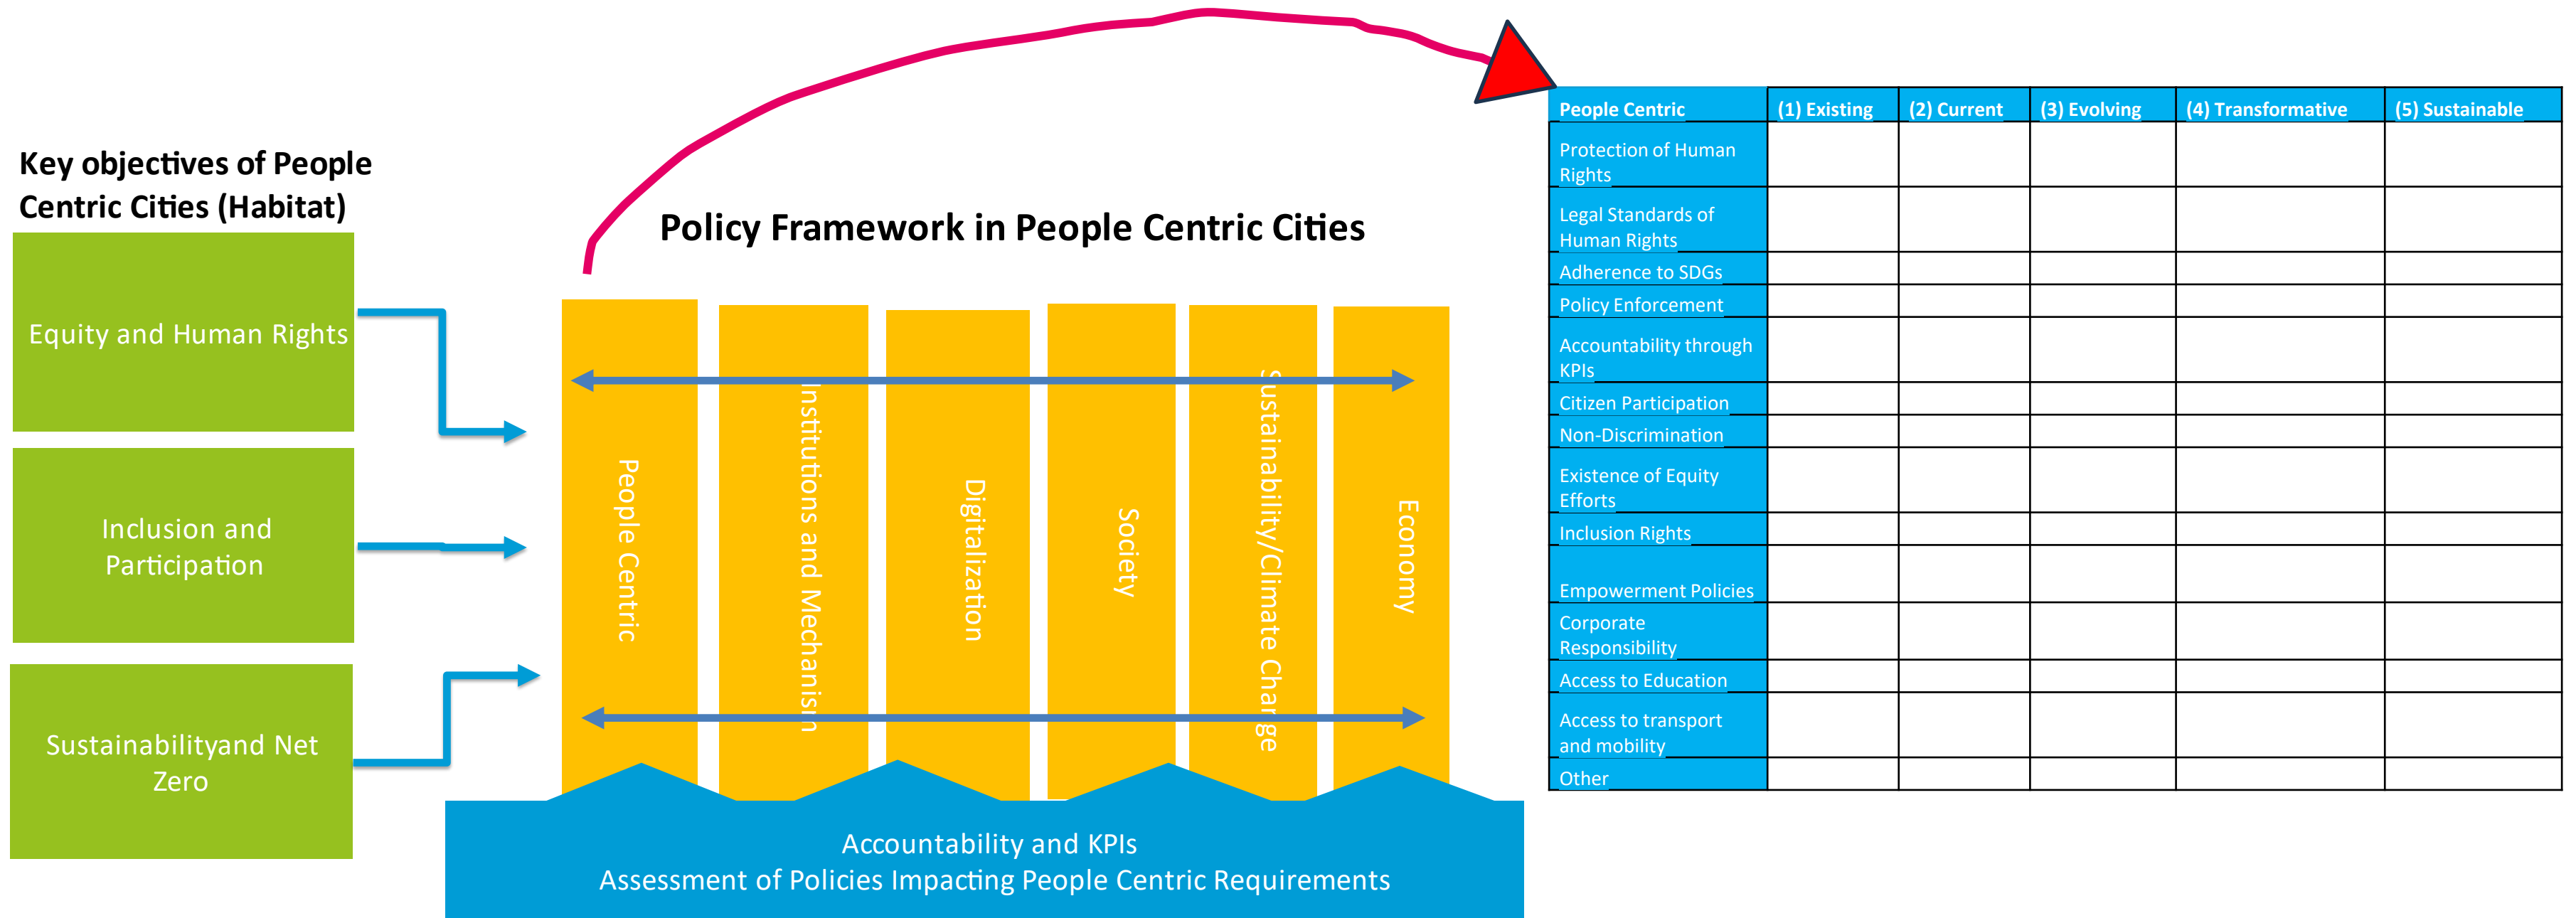 Key objectives of People
Centric Cities (Habitat)
Equity and Human Rights
Inclusion and
Participation
Sustainabilityand Net
Zero
Policy Framework in People Centric Cities
People Centric
Institutions and Mechanism
Digitalization
Society
Sustainability/Climate Change
Economy
Accountability and KPIs
Assessment of Policies Impacting People Centric Requirements
People Centric (1) Existing (2) Current (3) Evolving (4) Transformative (5) Sustainable
Protection of Human
Rights
Legal Standards of
Human Rights
Adherence to SDGs
Policy Enforcement
Accountability through
KPIs
Citizen Participation
Non-Discrimination
Existence of Equity
Efforts
Inclusion Rights
Empowerment Policies
Corporate
Responsibility
Access to Education
Access to transport
and mobility
Other